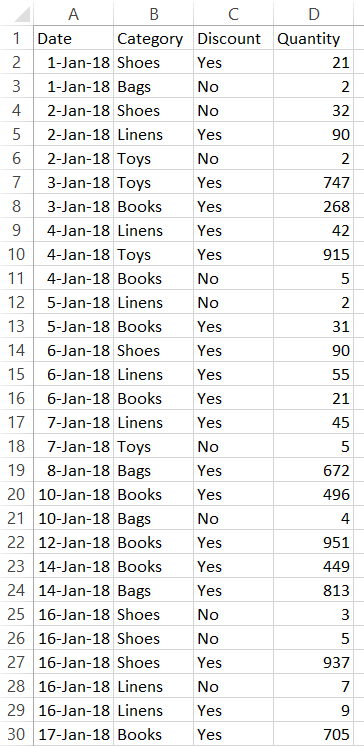 A B C D
1 Date Category Discount Quantity
2 1-Jan-18 Shoes Yes 21
3 1-Jan-18 Bags No 2
4 2-Jan-18 Shoes No 32
5 2-Jan-18 Linens Yes 90
6 2-Jan-18 Toys No 2
7 3-Jan-18 Toys Yes 747
8 3-Jan-18 Books Yes 268
9 4-Jan-18 Linens Yes 42
10 4-Jan-18 Toys Yes 915
11 4-Jan-18 Books No 5
12 5-Jan-18 Linens No 2
13 5-Jan-18 Books Yes 31
14 6-Jan-18 Shoes Yes 90
15 6-Jan-18 Linens Yes 55
16 6-Jan-18 Books Yes 21
17 7-Jan-18 Linens Yes 45
18 7-Jan-18 Toys No 5
19 8-Jan-18 Bags Yes 672
20 10-Jan-18 Books Yes 496
21 10-Jan-18 Bags No 4
22 12-Jan-18 Books Yes 951
23 14-Jan-18 Books Yes 449
24 14-Jan-18 Bags Yes 813
25 16-Jan-18 Shoes No 3
26 16-Jan-18 Shoes No 5
27 16-Jan-18 Shoes Yes 937
28 16-Jan-18 Linens No 7
29 16-Jan-18 Linens Yes 9
30 17-Jan-18 Books Yes 705